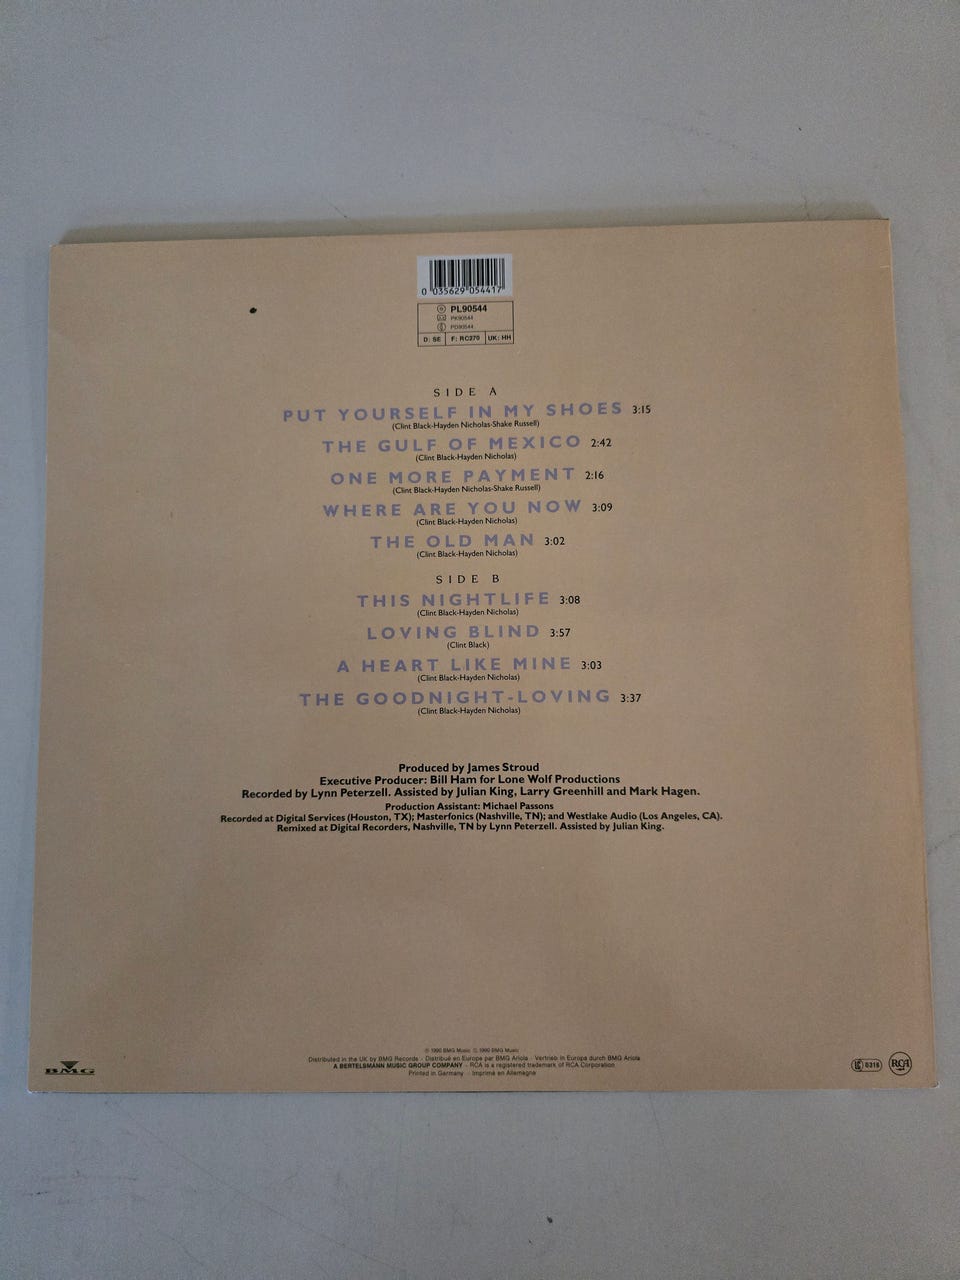 0 035629 054417
PL90544
PK90544
PD90544
D: SE F: RC270 UK: HH
SIDE A
PUT YOURSELF IN MY SHOES 3:15
(Clint Black-Hayden Nicholas-Shake Russell)
THE GULF OF MEXICO 2:42
(Clint Black-Hayden Nicholas)
ONE MORE PAYMENT 2:16
(Clint Black-Hayden Nicholas-Shake Russell)
WHERE ARE YOU NOW 3:09
(Clint Black-Hayden Nicholas)
THE OLD MAN 3:02
(Clint Black-Hayden Nicholas)
SIDE B
THIS NIGHTLIFE 3:08
(Clint Black-Hayden Nicholas)
LOVING BLIND 3:57
(Clint Black)
A HEART LIKE MINE 3:03
(Clint Black-Hayden Nicholas)
THE GOODNIGHT-LOVING 3:37
(Clint Black-Hayden Nicholas)
Produced by James Stroud
Executive Producer: Bill Ham for Lone Wolf Productions
Recorded by Lynn Peterzell. Assisted by Julian King, Larry Greenhill and Mark Hagen.
Production Assistant: Michael Passons
Recorded at Digital Services (Houston, TX); Masterfonics (Nashville, TN); and Westlake Audio (Los Angeles, CA).
Remixed at Digital Recorders, Nashville, TN by Lynn Peterzell. Assisted by Julian King.
℗ 1990 BMG Music © 1990 BMG Music
Distributed in the UK by BMG Records · Distribué en Europe par BMG Ariola · Vertrieb in Europa durch BMG Ariola
A BERTELSMANN MUSIC GROUP COMPANY · RCA is a registered trademark of RCA Corporation
Printed in Germany · Imprimé en Allemagne
BMG
LC 0316
RCA